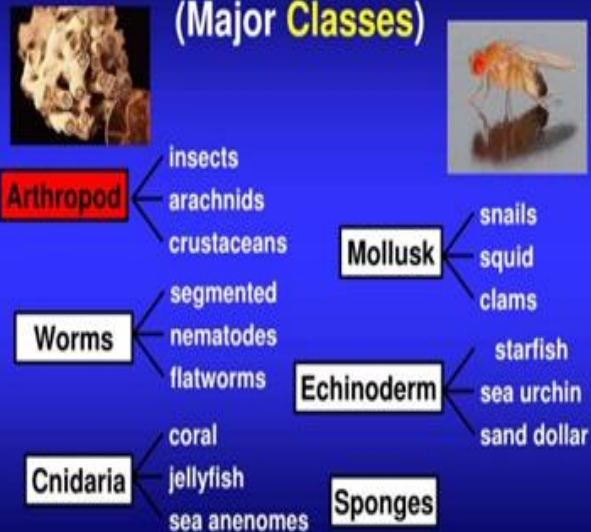 (Major Classes)
Arthropod
insects
arachnids
crustaceans
Worms
segmented
nematodes
flatworms
Cnidaria
coral
jellyfish
sea anenomes
Mollusk
snails
squid
clams
Echinoderm
starfish
sea urchin
sand dollar
Sponges